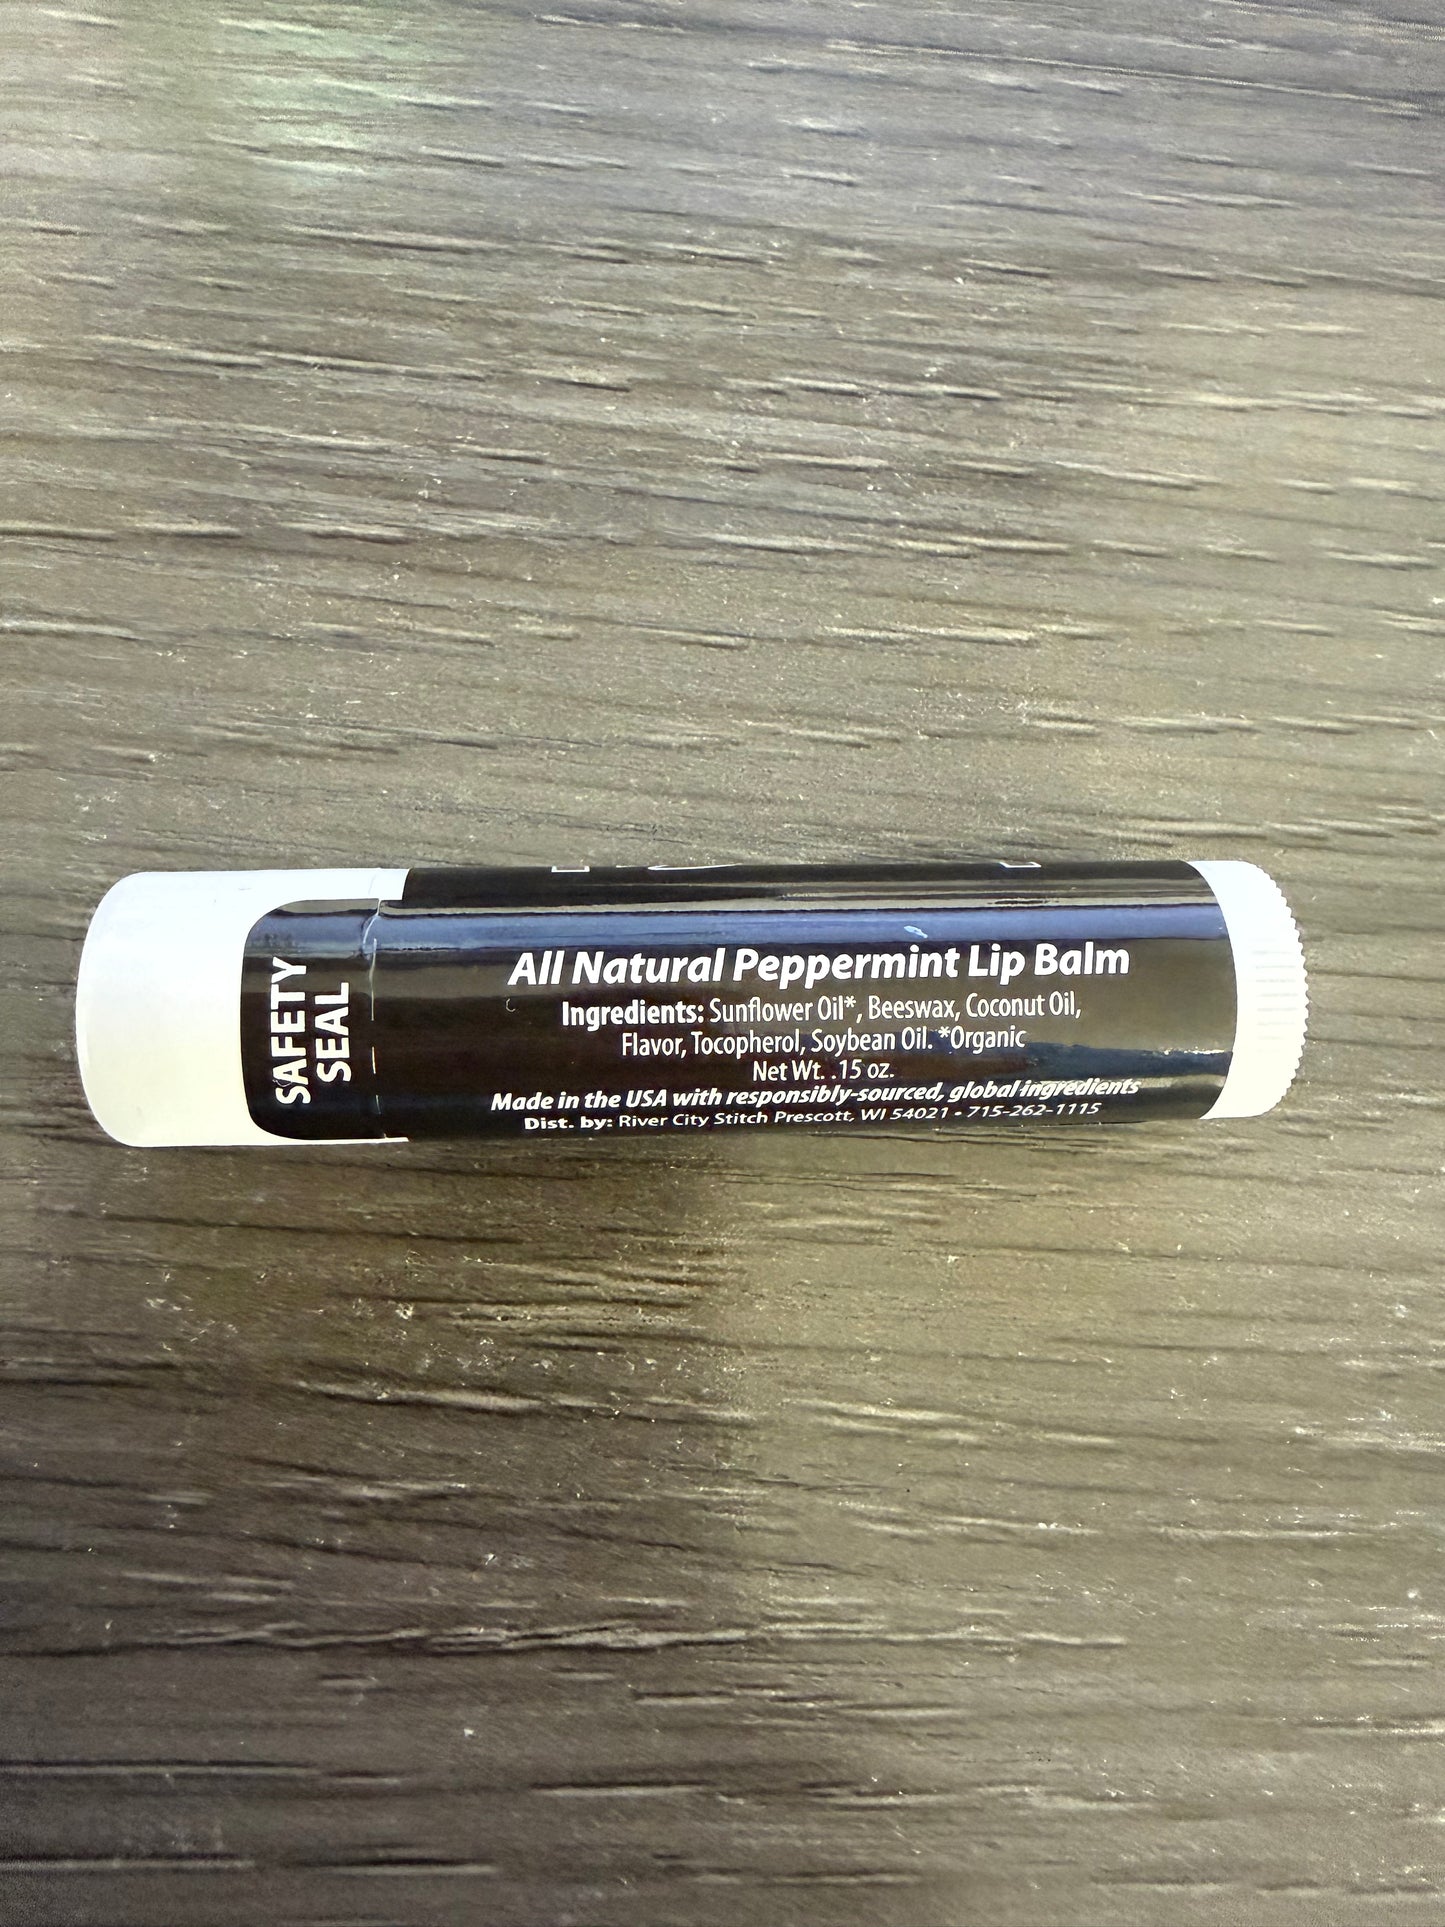 SAFETY
SEAL
All Natural Peppermint Lip Balm
Ingredients: Sunflower Oil*, Beeswax, Coconut Oil,
Flavor, Tocopherol, Soybean Oil. *Organic
Net Wt. .15 oz.
Made in the USA with responsibly-sourced, global ingredients
Dist. by: River City Stitch Prescott, WI 54021 • 715-262-1115